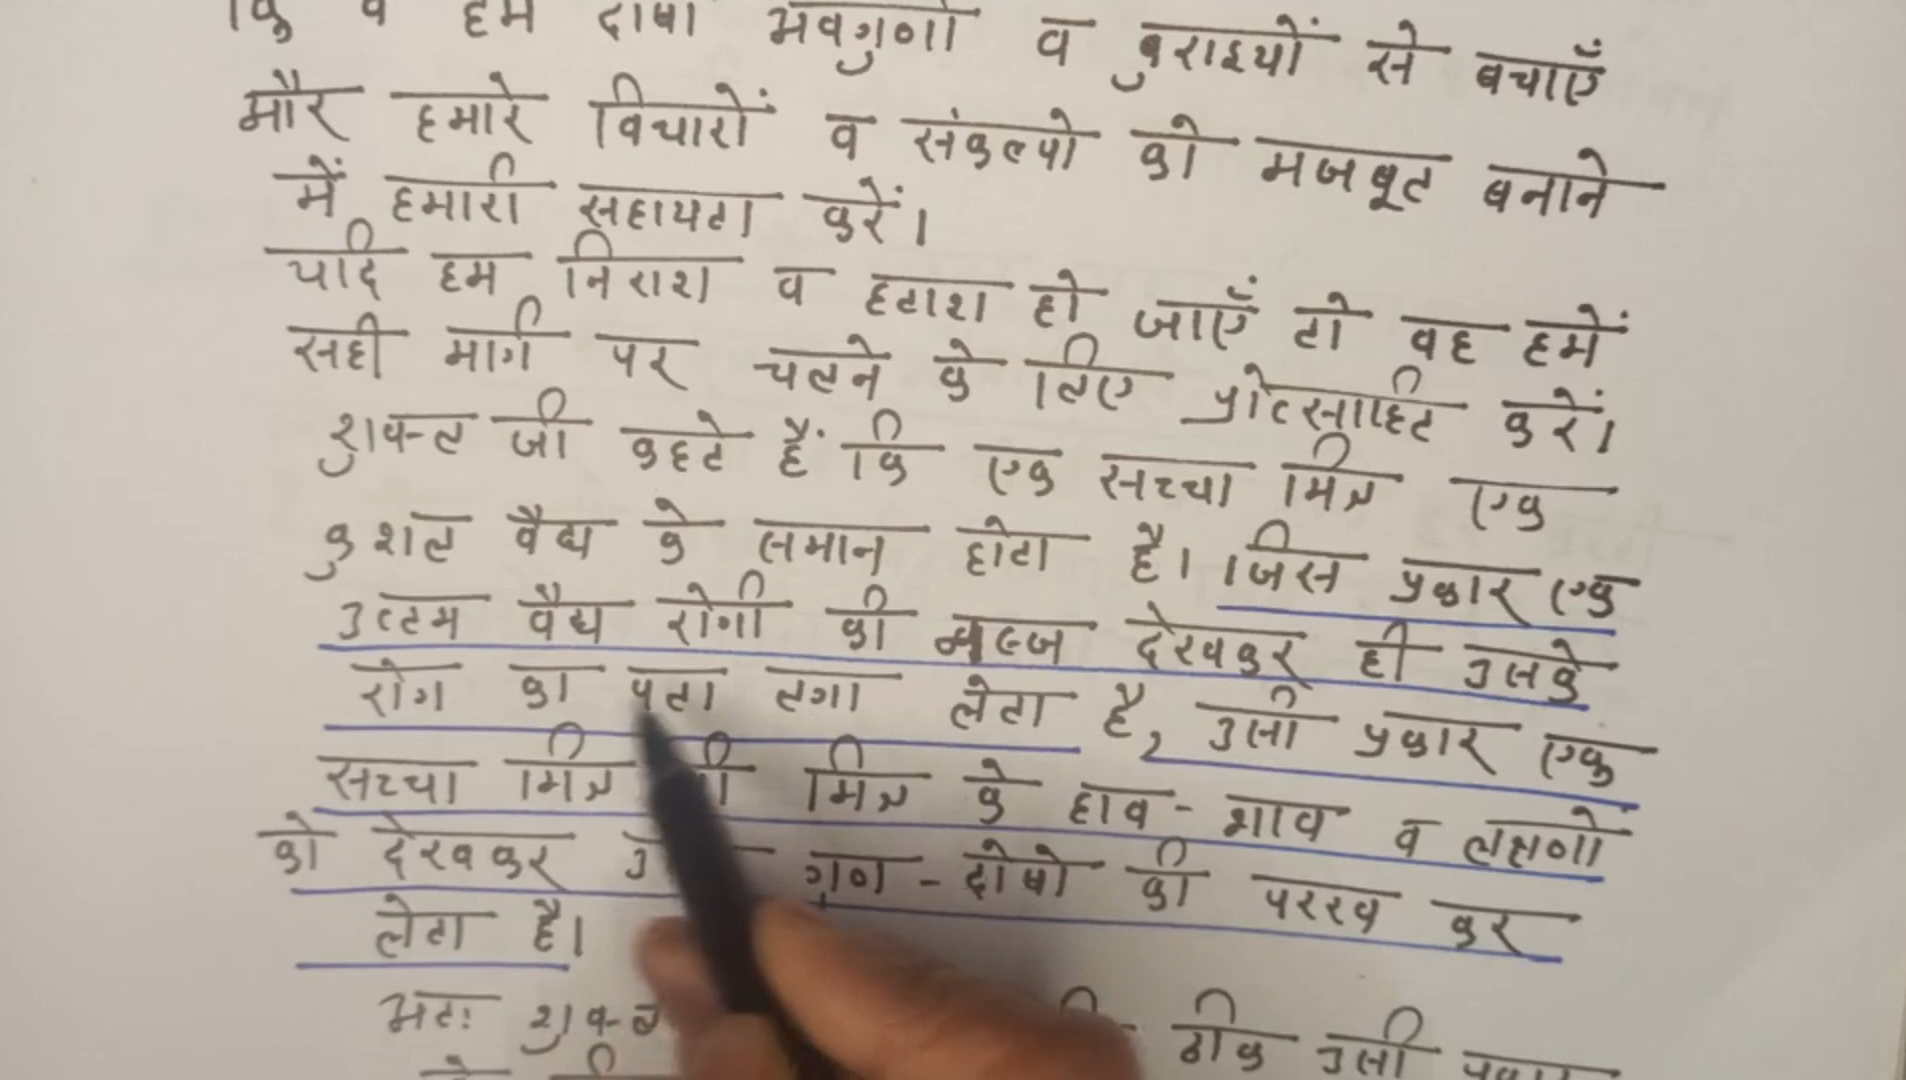 कि वे हमें दोषों अवगुणों व बुराइयों से बचाएँ
और हमारे विचारों व संकल्पो को मजबूत बनाने
में हमारी सहायता करें।
यदि हम निराश व हताश हो जाएँ तो वह हमें
सही मार्ग पर चलने के लिए प्रोत्साहित करें।
शुक्ल जी कहते हैं कि एक सच्चा मित्र एक
कुशल वैद्य के समान होता है। जिस प्रकार एक
उत्तम वैद्य रोगी की देखकर ही उसके
रोग का पता लगा लेता है, उसी प्रकार एक
सच्चा मित्र मित्र के हाव - भाव व लक्षणों
को देखकर गुण - दोषो की परख कर
लेता है।
अतः शुक्ल ठीक उसी